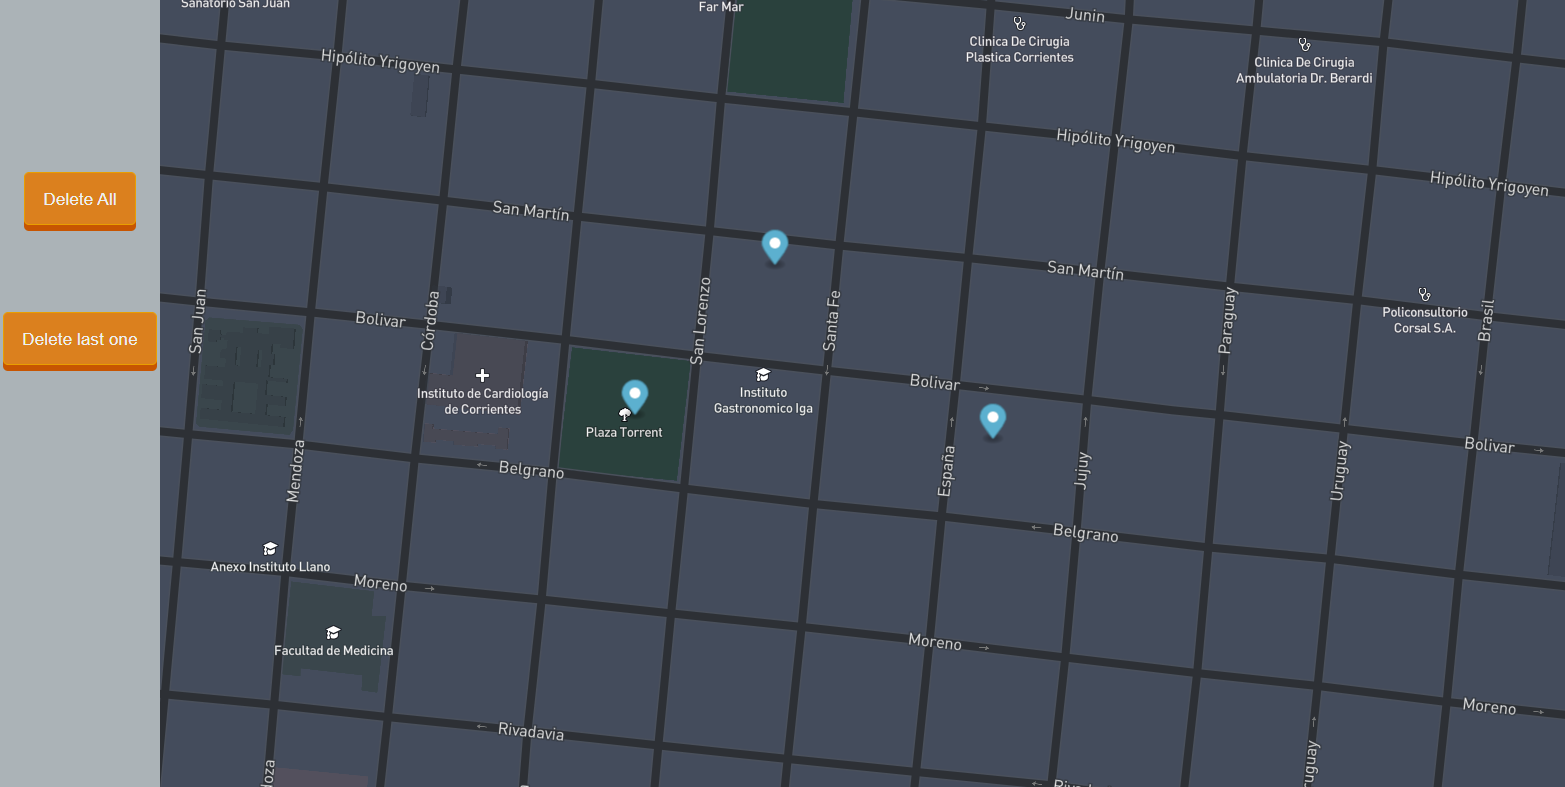 Sanatorio San Juan
Far Mar
Junin
Clinica De Cirugia
Plastica Corrientes
Clinica De Cirugia
Ambulatoria Dr. Berardi
Hipólito Yrigoyen
Hipólito Yrigoyen
Hipólito Yrigoyen
Delete All
San Martín
San Martín
Delete last one
San Juan
Bolivar
Córdoba
San Lorenzo
Santa Fe
Paraguay
Policonsultorio
Corsal S.A.
Brasil
Instituto de Cardiología
de Corrientes
Instituto
Gastronomico Iga
Bolivar
Plaza Torrent
Bolivar
Mendoza
Belgrano
España
Jujuy
Uruguay
Belgrano
Anexo Instituto Llano
Moreno
Facultad de Medicina
Moreno
Moreno
Rivadavia